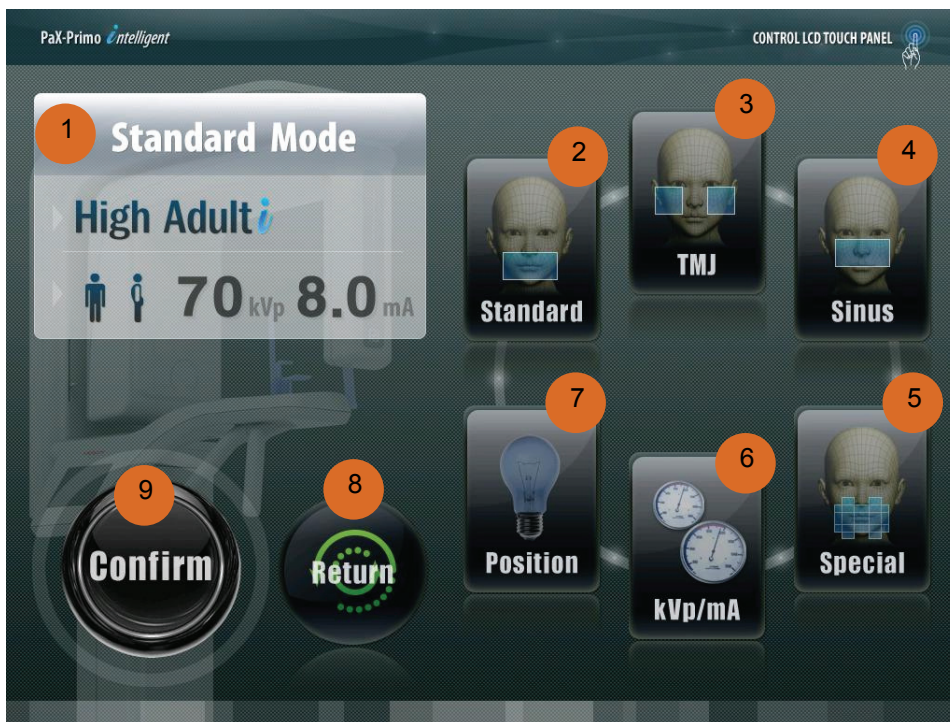 PaX-Primo intelligent
CONTROL LCD TOUCH PANEL
1
Standard Mode
High Adult i
70 kVp 8.0 mA
2
Standard
3
TMJ
4
Sinus
7
Position
6
kVp/mA
5
Special
9
Confirm
8
Return